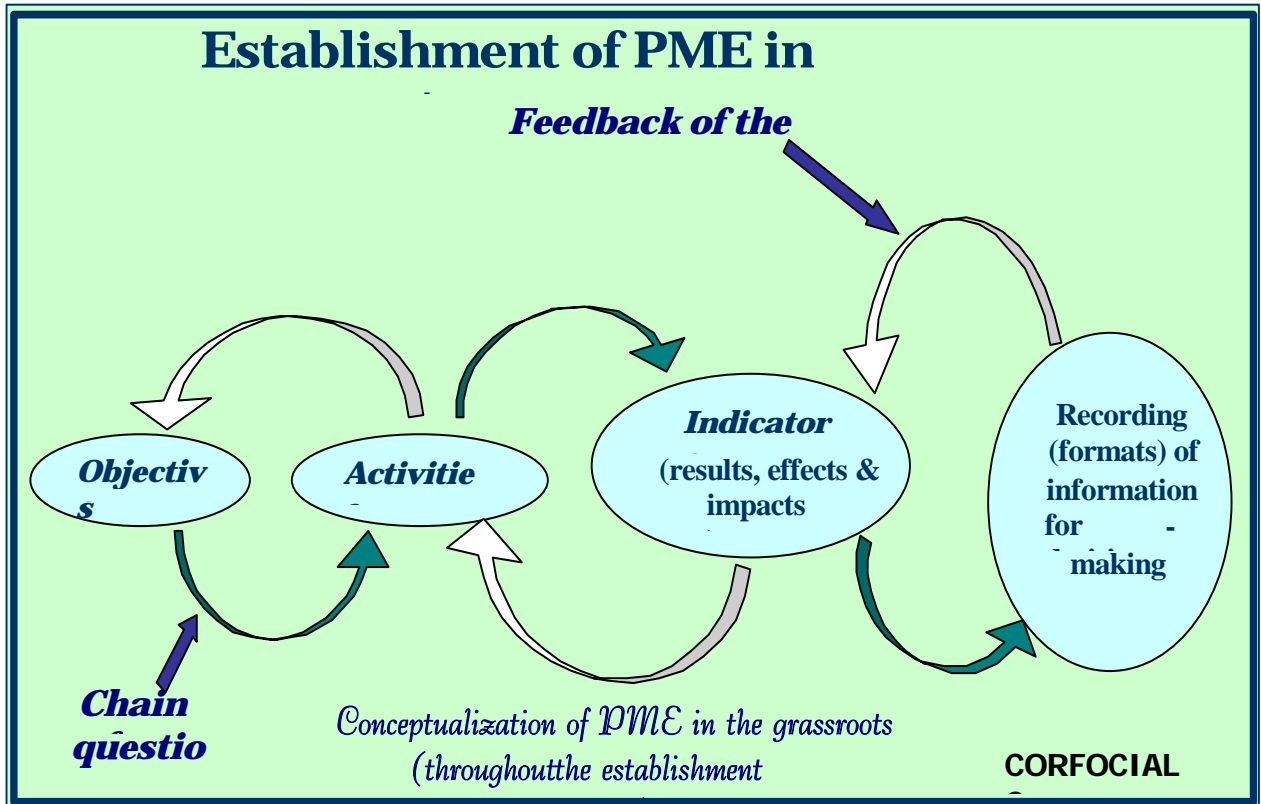 Establishment of PME in
Feedback of the
Objectiv
s
Activitie
Indicator
(results, effects &
impacts
Recording
(formats) of
information
for -
making
Chain
questio
Conceptualization of PME in the grassroots
(throughoutthe establishment
CORFOCIAL